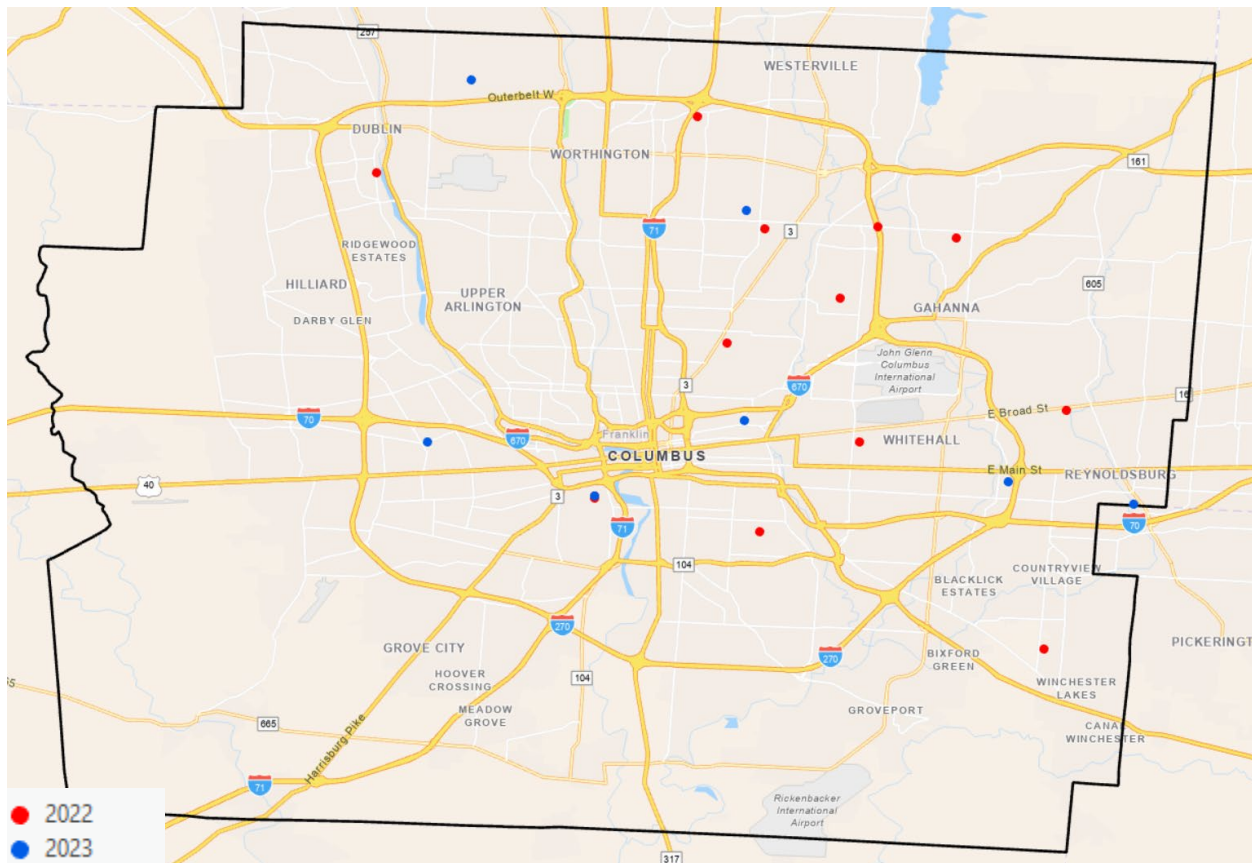 257
WESTERVILLE
Outerbelt W
DUBLIN
WORTHINGTON
161
71
3
RIDGEWOOD
ESTATES
HILLIARD
UPPER
ARLINGTON
605
GAHANNA
DARBY GLEN
John Glenn
Columbus
International
Airport
670
3
16
70
E Broad St
Franklin
670
WHITEHALL
COLUMBUS
E Main St
REYNOLDSBURG
40
3
71
70
104
COUNTRYVIEW
VILLAGE
BLACKLICK
ESTATES
270
GROVE CITY
PICKERINGT
BIXFORD
GREEN
270
HOOVER
CROSSING
104
WINCHESTER
LAKES
MEADOW
GROVE
GROVEPORT
665
CANAL
WINCHESTER
Harrisburg Pike
71
Rickenbacker
International
Airport
317
2022
2023